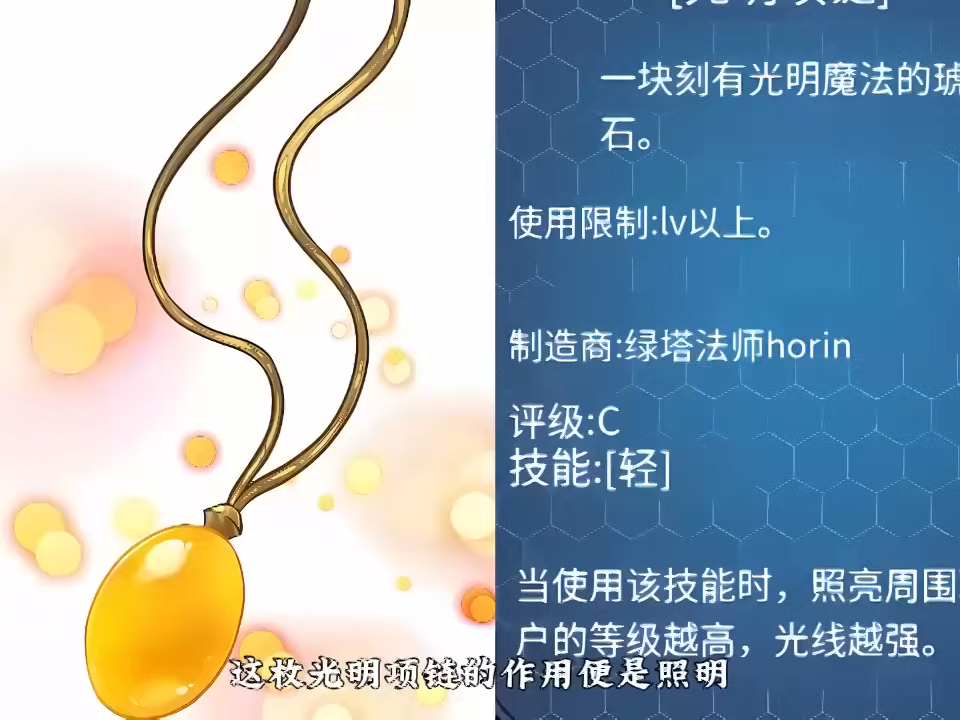 一块刻有光明魔法的琥
石。
使用限制:lv以上。
制造商:绿塔法师horin
评级:C
技能:[轻]
当使用该技能时，照亮周围
户的等级越高，光线越强。
这枚光明项链的作用便是照明